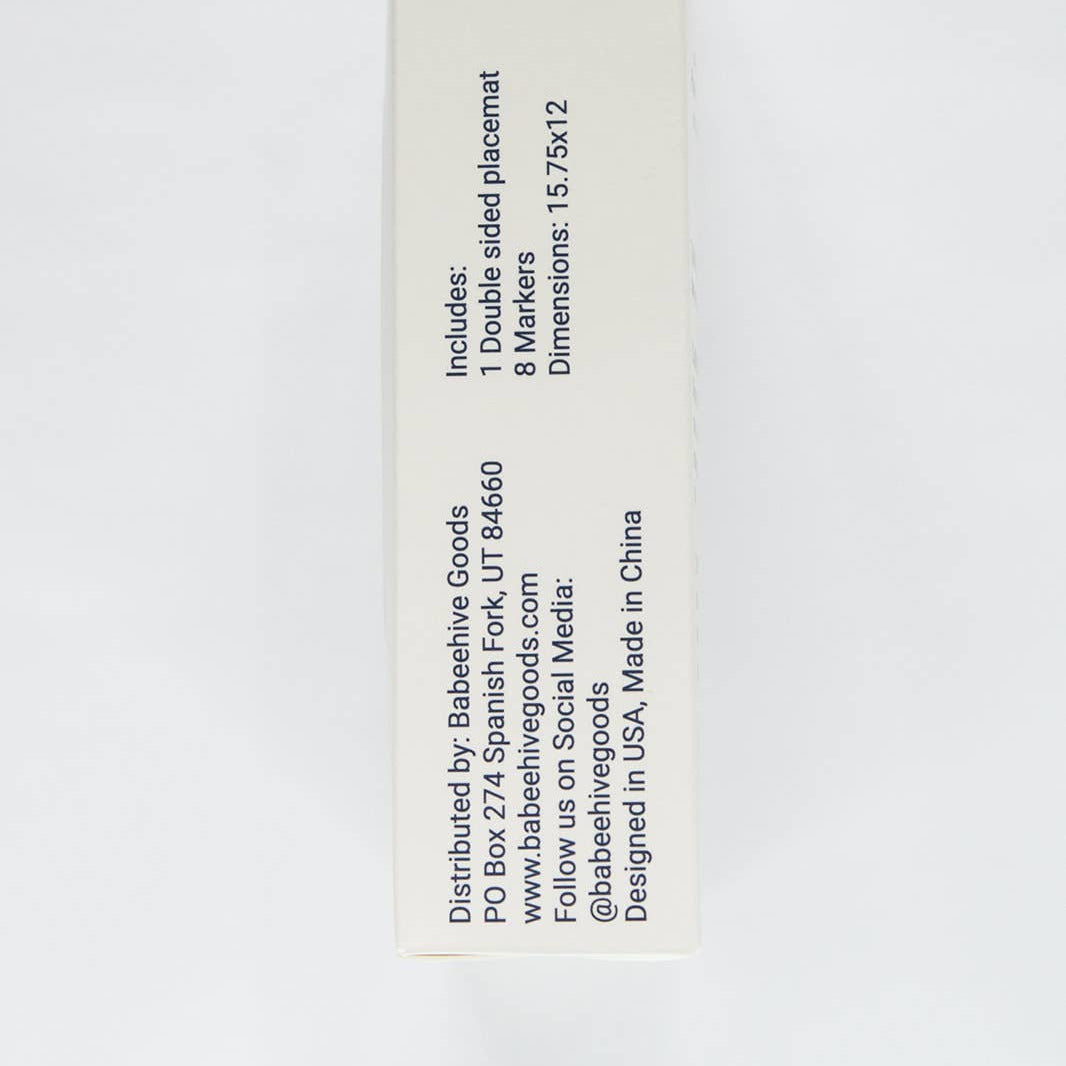 Distributed by: Babeehive Goods
PO Box 274 Spanish Fork, UT 84660
www.babeehivegoods.com
Follow us on Social Media:
@babeehivegoods
Designed in USA, Made in China
Includes:
1 Double sided placemat
8 Markers
Dimensions: 15.75x12